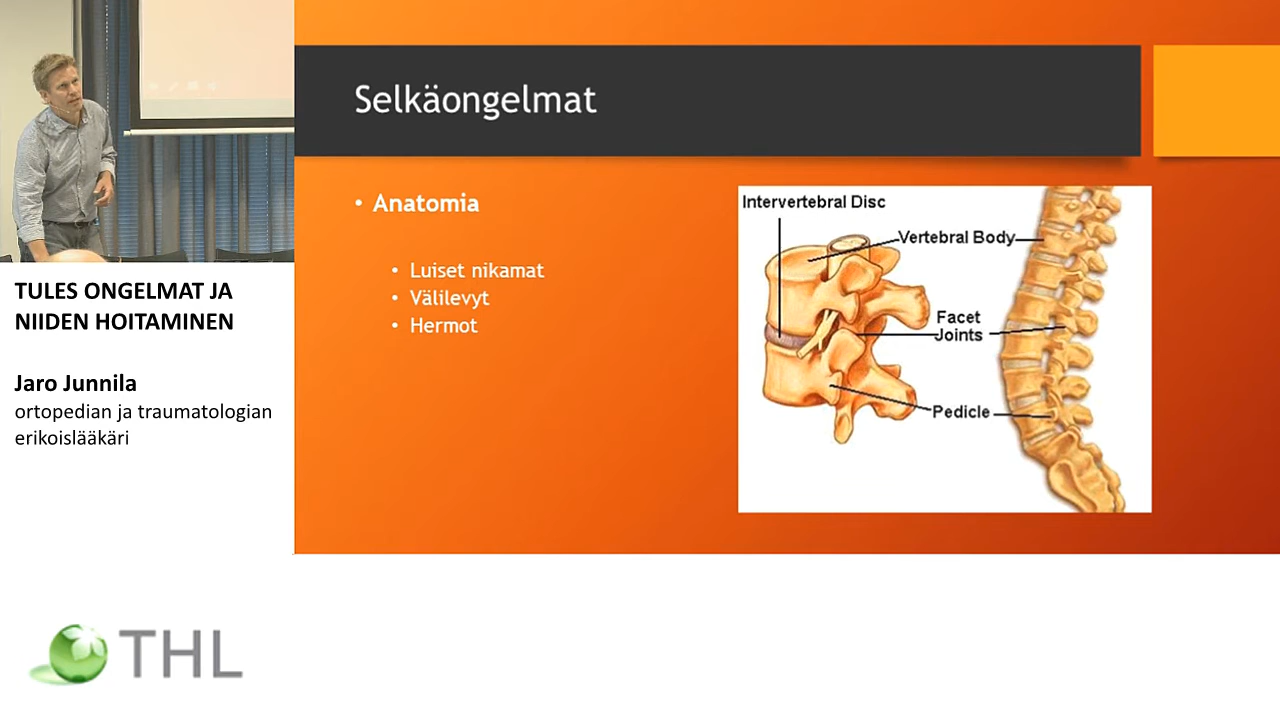 Selkäongelmat
• Anatomia
• Luiset nikamat
• Välilevyt
• Hermot
Intervertebral Disc
Vertebral Body
Facet
Joints
Pedicle
TULES ONGELMAT JA
NIIDEN HOITAMINEN
Jaro Junnila
ortopedian ja traumatologian
erikoislääkäri
THL